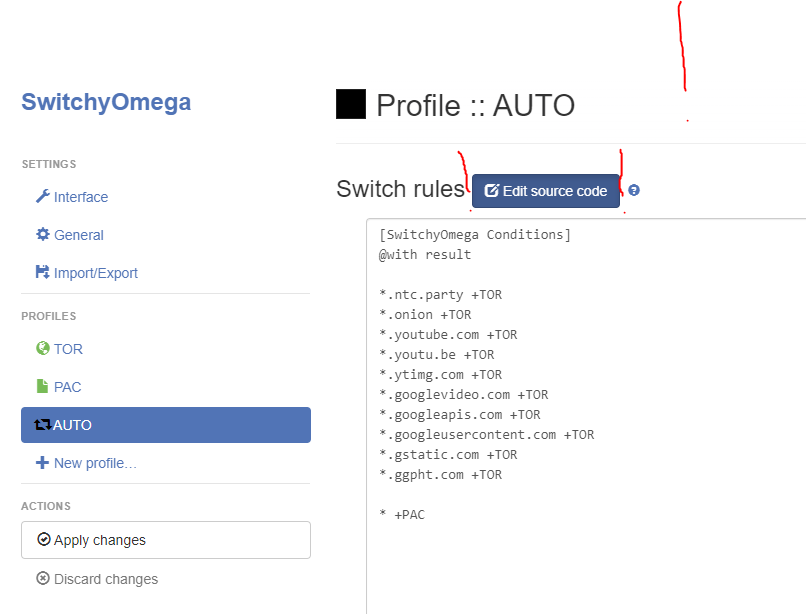 SwitchyOmega
SETTINGS
Interface
General
Import/Export
PROFILES
TOR
PAC
AUTO
New profile...
ACTIONS
Apply changes
Discard changes
Profile :: AUTO
Switch rules Edit source code ?
[SwitchyOmega Conditions]
@with result
*.ntc.party +TOR
*.onion +TOR
*.youtube.com +TOR
*.youtu.be +TOR
*.ytimg.com +TOR
*.googlevideo.com +TOR
*.googleapis.com +TOR
*.googleusercontent.com +TOR
*.gstatic.com +TOR
*.ggpht.com +TOR
* +PAC